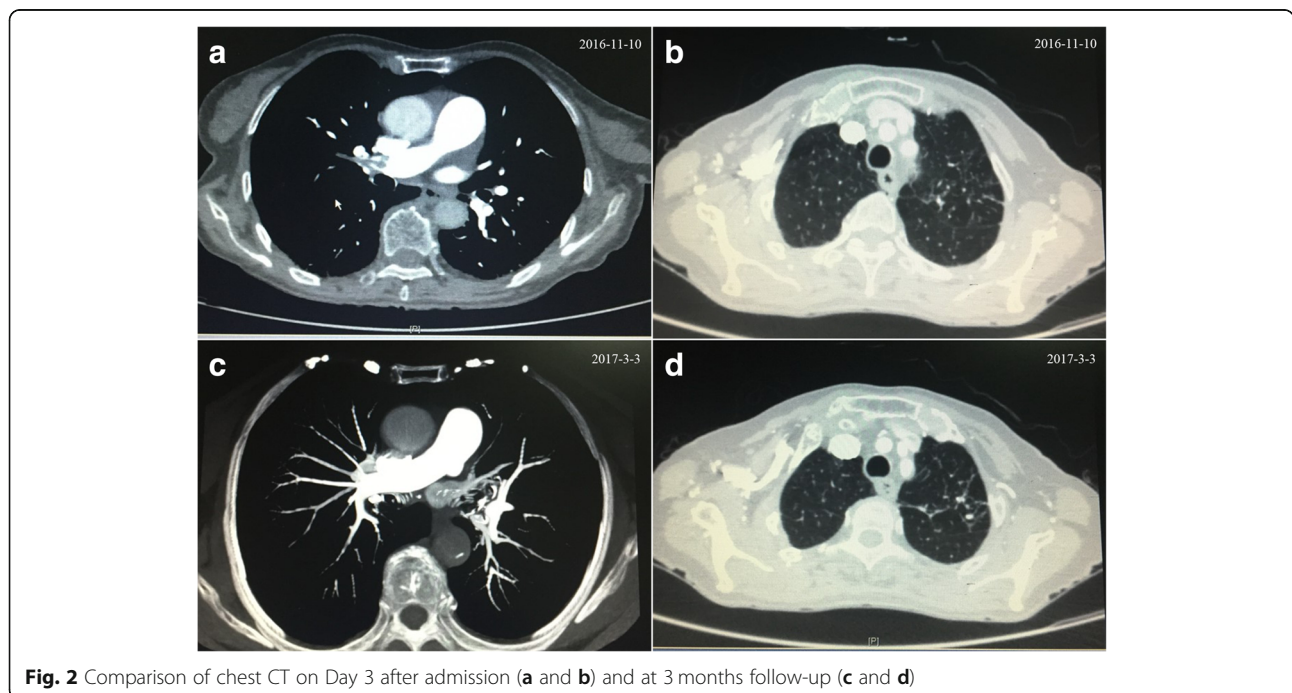 a
2016-11-10
b
2016-11-10
[P]
c
2017-3-3
d
2017-3-3
[P]
Fig. 2 Comparison of chest CT on Day 3 after admission (a and b) and at 3 months follow-up (c and d)